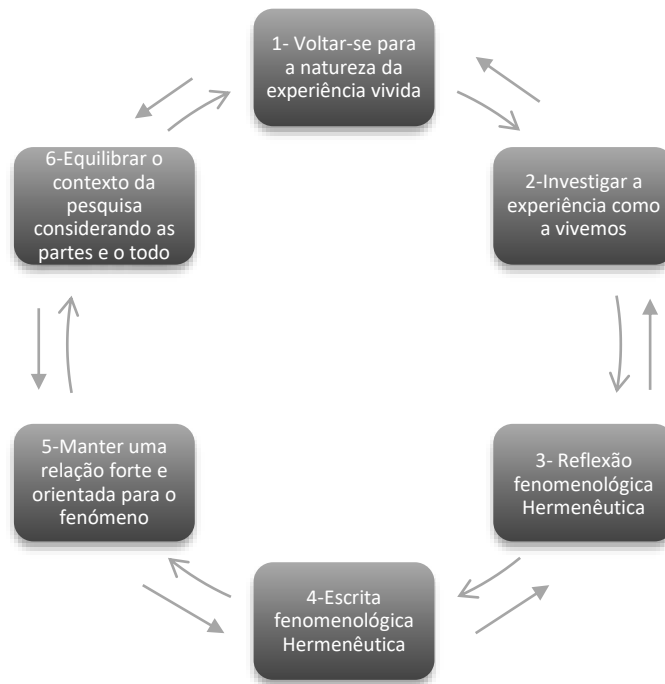 1- Voltar-se para
a natureza da
experiência vivida
2-Investigar a
experiência como
a vivemos
3- Reflexão
fenomenológica
Hermenêutica
4-Escrita
fenomenológica
Hermenêutica
5-Manter uma
relação forte e
orientada para o
fenómeno
6-Equilibrar o
contexto da
pesquisa
considerando as
partes e o todo